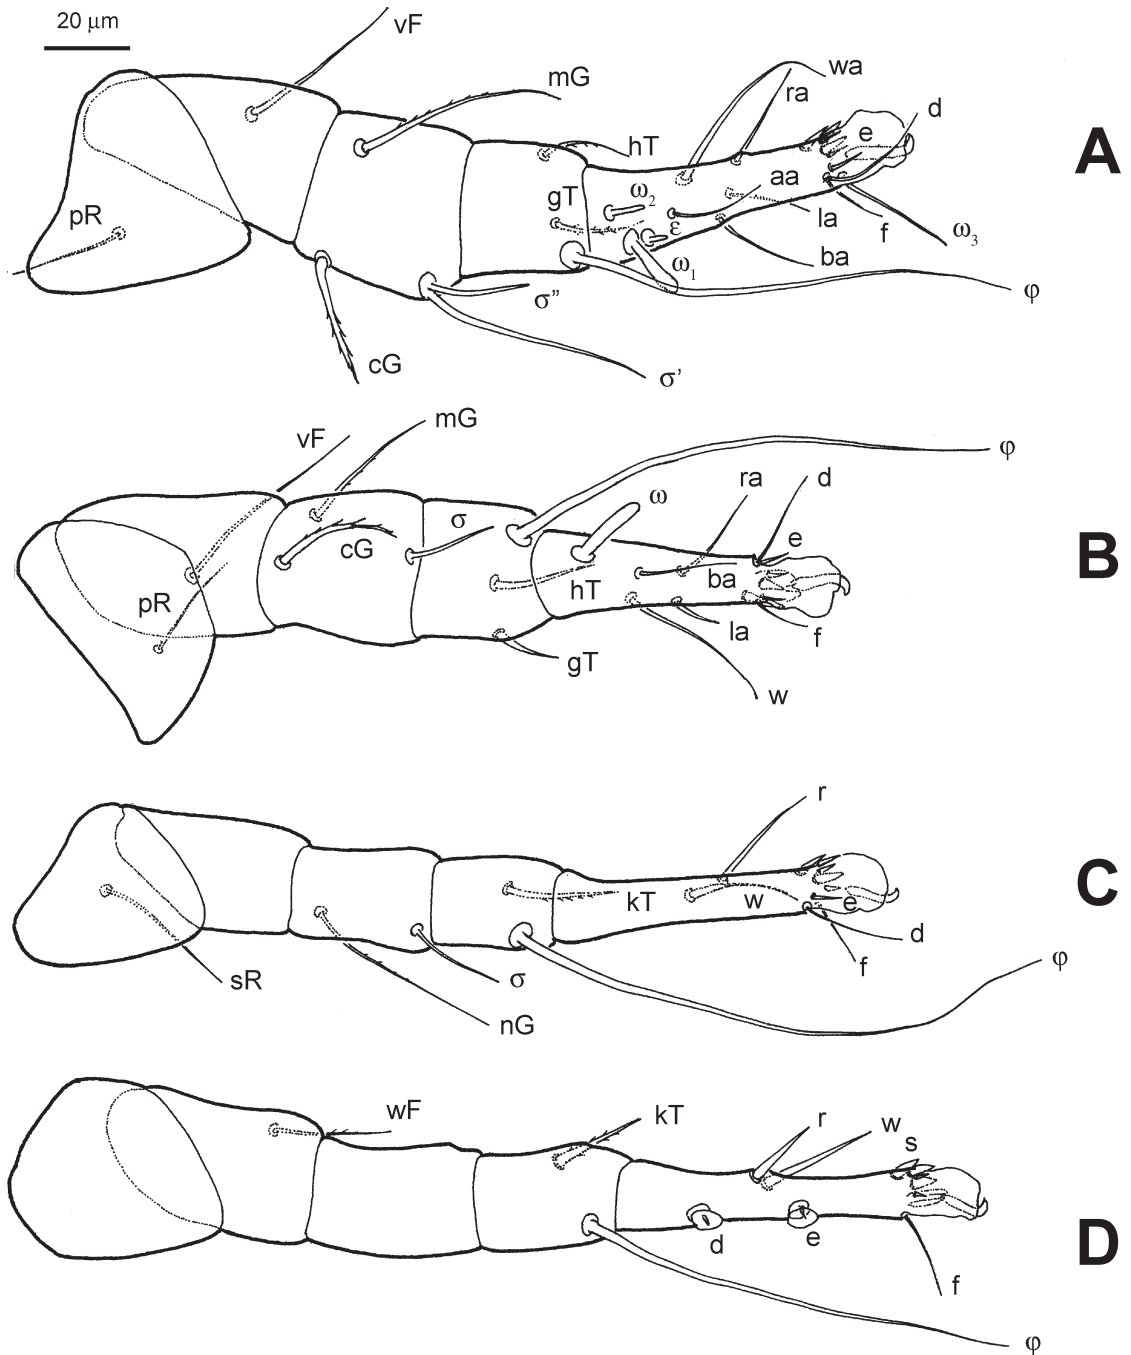 20 µm
vF
mG
wa
ra
d
A
hT
e
pR
gT
ω2
aa
ε
la
f
ω3
ω1
ba
σ”
φ
cG
σ’
vF
mG
φ
ra
d
ω
σ
e
B
cG
pR
hT
ba
la
f
gT
w
r
C
kT
w
e
d
f
sR
σ
φ
nG
wF
kT
r
w
s
D
d
e
f
φ